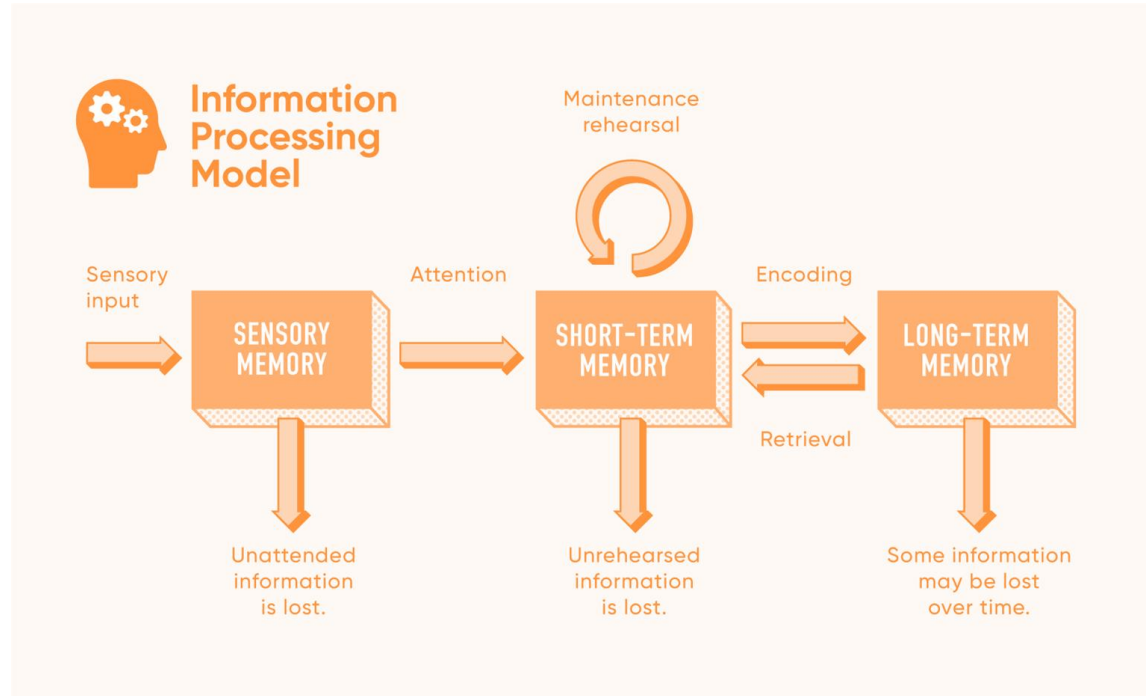 Information
Processing
Model
Maintenance
rehearsal
Sensory
input
Attention
Encoding
SENSORY
MEMORY
SHORT-TERM
MEMORY
LONG-TERM
MEMORY
Retrieval
Unattended
information
is lost.
Unrehearsed
information
is lost.
Some information
may be lost
over time.